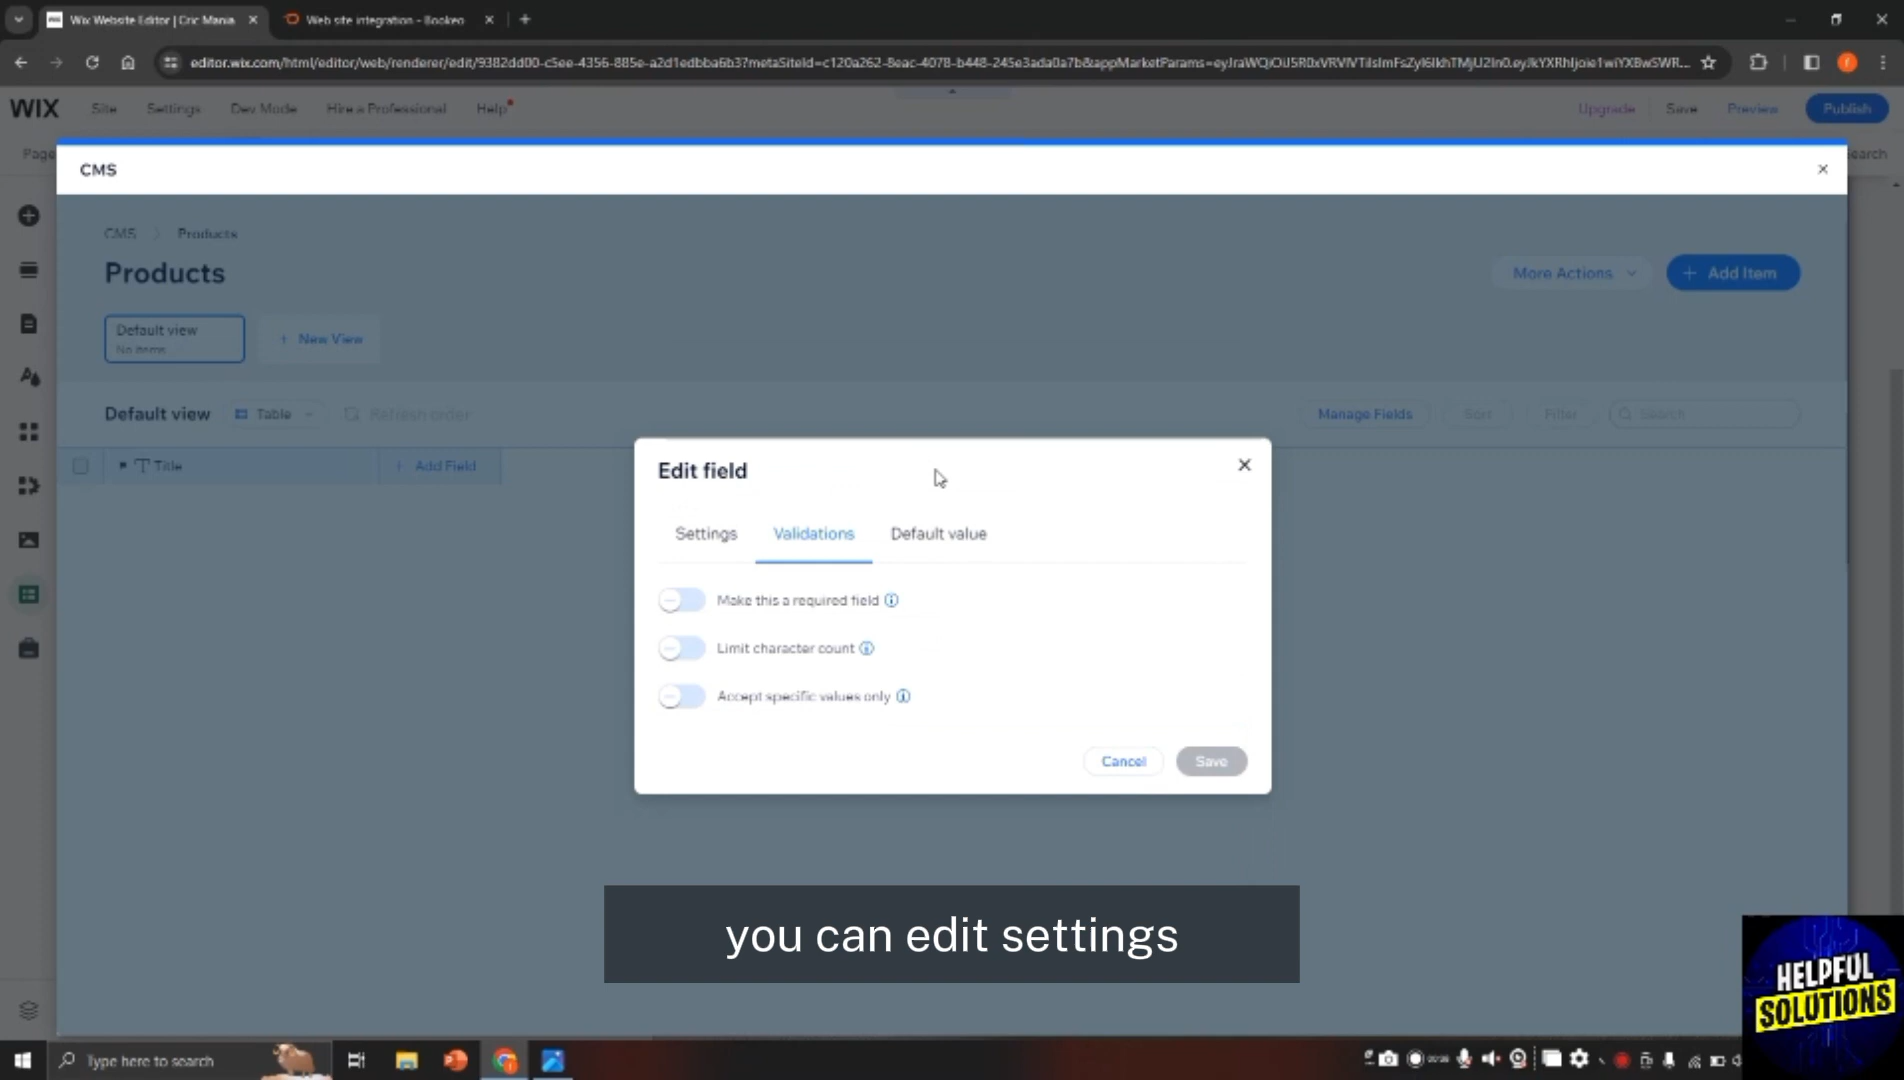 Wix Website Editor | Cric Mania
Web site integration - Bookeo
editor.wix.com/html/editor/web/renderer/edit/9382dd00-c5ee-4356-885e-a2d1edbba6b3?metaSiteId=c120a262-8eac-4078-b448-245e3ada0a7b&appMarketParams=
WIX
Site
Settings
Dev Mode
Hire a Professional
Help
Upgrade
Save
Preview
Publish
Page
Search
CMS
CMS > Products
Products
More Actions
+ Add Item
Default view
No items
+ New View
Default view
Table
Refresh order
Manage Fields
Sort
Filter
Search
Title
+ Add Field
Edit field
Settings
Validations
Default value
Make this a required field
Limit character count
Accept specific values only
Cancel
Save
you can edit settings
HELPFUL
SOLUTIONS
Type here to search